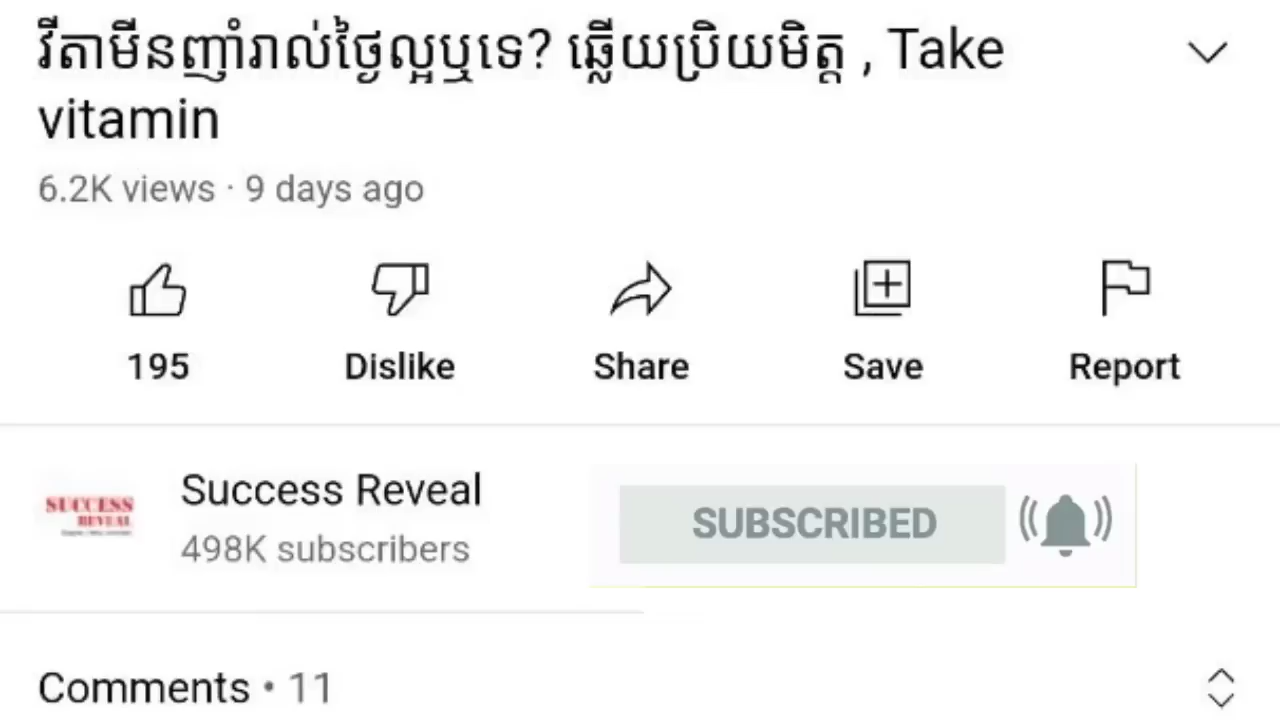 វីតាមីនញ៉ាំរាល់ថ្ងៃល្អឬទេ? ឆ្លើយប្រិយមិត្ត , Take
vitamin
6.2K views · 9 days ago
195 Dislike Share Save Report
SUCCESS
REVEAL
Success Reveal
498K subscribers
SUBSCRIBED
Comments • 11